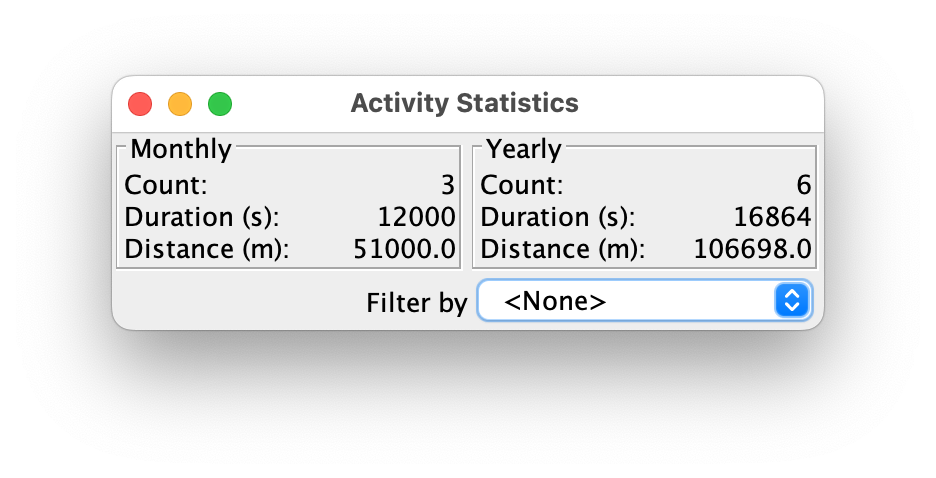 Activity Statistics
Monthly
Count: 3
Duration (s): 12000
Distance (m): 51000.0
Yearly
Count: 6
Duration (s): 16864
Distance (m): 106698.0
Filter by <None>